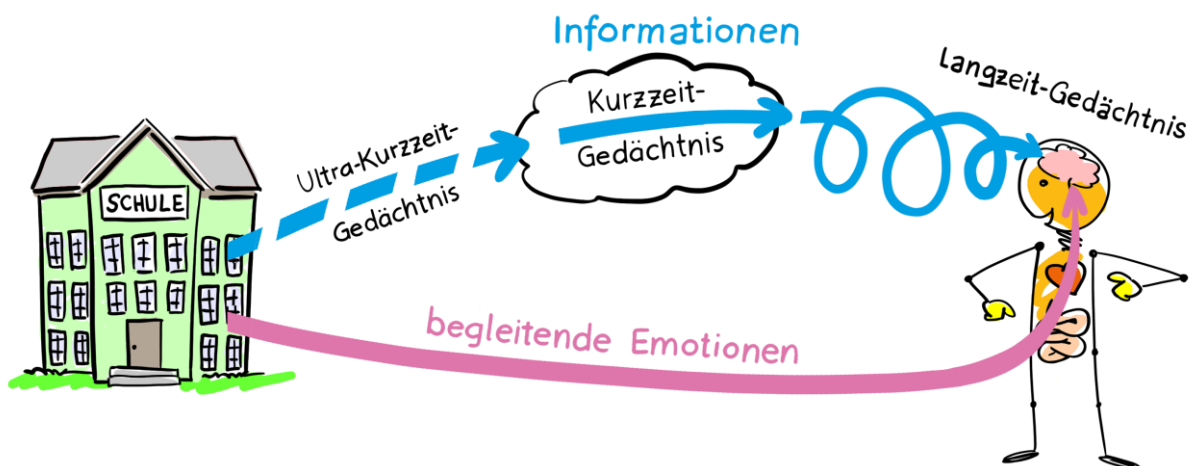 Informationen
Langzeit-Gedächtnis
Kurzzeit-
Gedächtnis
Ultra-Kurzzeit-
Gedächtnis
SCHULE
begleitende Emotionen